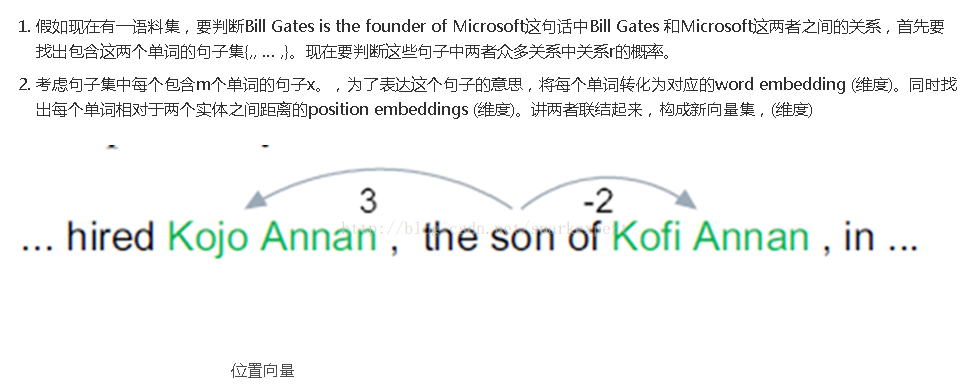 1. 假如现在有一语料集，要判断Bill Gates is the founder of Microsoft这句话中Bill Gates 和Microsoft这两者之间的关系，首先要
找出包含这两个单词的句子集{,, ... ,}。现在要判断这些句子中两者众多关系中关系r的概率。
2. 考虑句子集中每个包含m个单词的句子x。，为了表达这个句子的意思，将每个单词转化为对应的word embedding (维度)。同时找
出每个单词相对于两个实体之间距离的position embeddings (维度)。讲两者联结起来，构成新向量集，(维度)
3 -2
... hired Kojo Annan , the son of Kofi Annan , in ...
位置向量